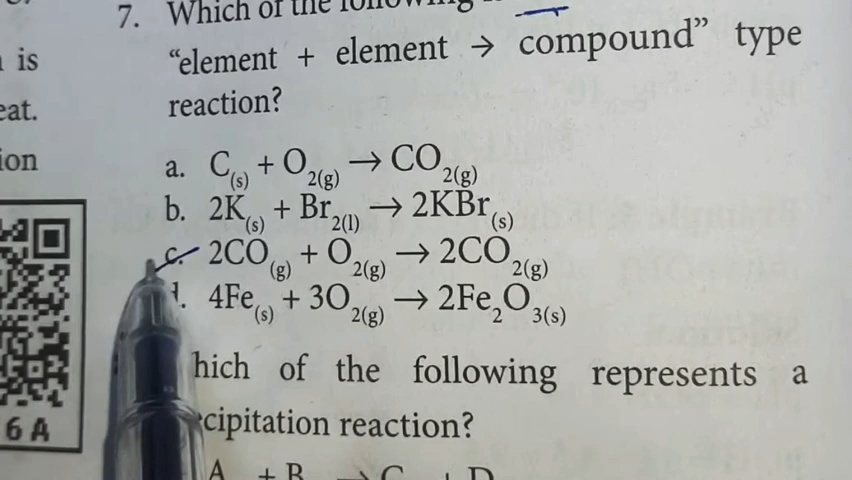 7. Which of the following
is "element + element → compound" type
eat. reaction?
ion
a. C(s) + O2(g) → CO2(g)
b. 2K(s) + Br2(l) → 2KBr(s)
c. 2CO(g) + O2(g) → 2CO2(g)
d. 4Fe(s) + 3O2(g) → 2Fe2O3(s)
hich of the following represents a
cipitation reaction?
6 A
A + B → C + D